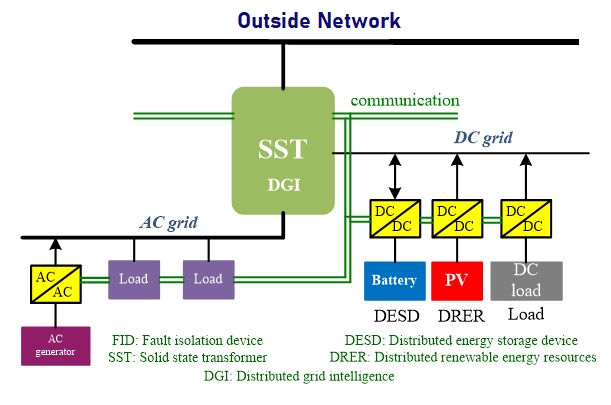 Outside Network
communication
SST
DGI
DC grid
AC grid
DC
DC
DC
DC
DC
DC
AC
AC
Load
Load
Battery
PV
DC
load
DESD
DRER
Load
AC
generator
FID: Fault isolation device
DESD: Distributed energy storage device
SST: Solid state transformer
DRER: Distributed renewable energy resources
DGI: Distributed grid intelligence